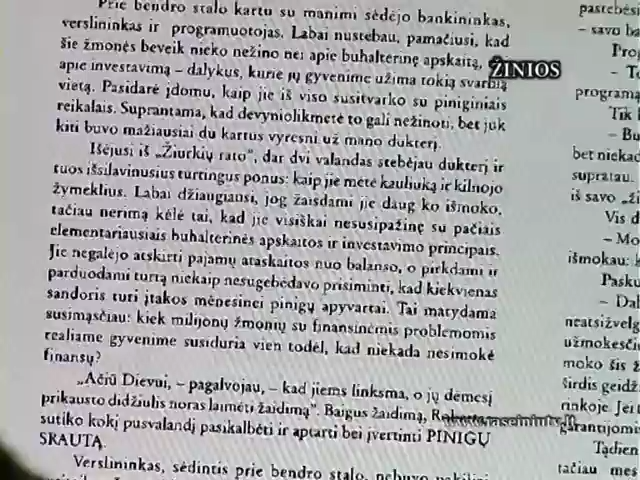 Prie bendro stalo kartu su manimi sėdėjo bankininkas,
verslininkas ir programuotojas. Labai nustebau, pamačiusi, kad
šie žmonės beveik nieko nežino nei apie buhalterinę apskaitą,
ŽINIOS
apie investavimą – dalykus, kurie jų gyvenime užima tokią svarbią
vietą. Pasidarė įdomu, kaip jie iš viso susitvarko su piniginiais
reikalais. Supratama, kad devyniolikmetė to gali nežinoti, bet juk
kiti buvo mažiausiai du kartus vyresni už mano dukterį.
Išėjusi iš „Žiurkių rato", dar dvi valandas stebėjau dukterį ir
tuos išsilavinusius turtingus ponus: kaip jie mėtė kauliuką ir kilnojo
žymeklius. Labai džiaugiausi, jog žaisdami jie daug ko išmoko,
tačiau nerimą kėlė tai, kad jie visiškai nesusipažinę su pačiais
elementariausiais buhalterinės apskaitos ir investavimo principais.
Jie negalėjo atskirti pajamų ataskaitos nuo balanso, o pirkdami ir
parduodami turtą niekaip nesugebėdavo prisiminti, kad kiekvienas
sandoris turi įtakos mėnesinei pinigų apyvartai. Tai matydama
susimąsčiau: kiek milijonų žmonių su finansinėmis problemomis
realiame gyvenime susiduria vien todėl, kad niekada nesimokė
finansų?
„Ačiū Dievui, – pagalvojau, – kad jiems linksma, o jų dėmesį
prikausto didžiulis noras laimėti žaidimą". Baigus žaidimą,
www.raseiniutv.lt
sutiko kokį pusvalandį pasikalbėti ir aptarti bei įvertinti PINIGŲ
SRAUTĄ.
Verslininkas, sėdintis prie bendro stalo, nebuvo
– savo
programą
Tik
– Bu
bet niekad
supratau.
iš savo „ži
Vis d
– Mo
išmokau:
Pasku
– Dal
neatsižvelg
užmokesčio
moko šis ž
širdis geidž
rinkoje. Jei
garantijomis
Tądien
tačiau mes